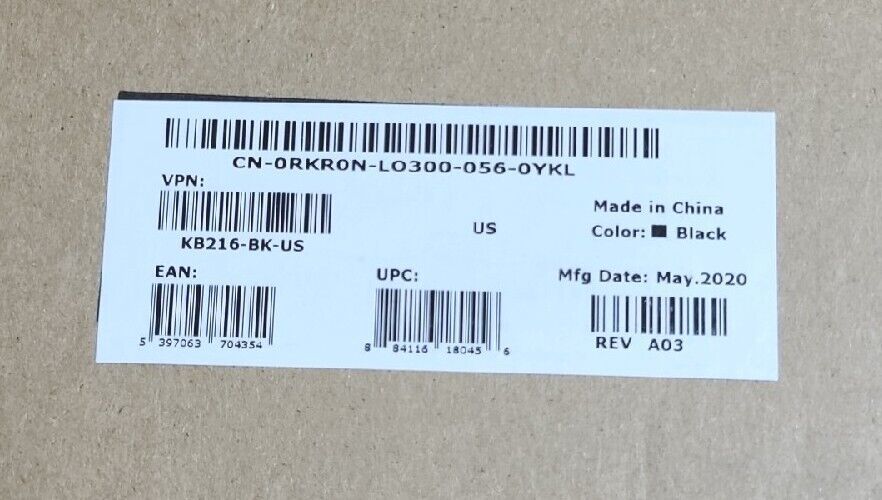 CN-0RKR0N-LO300-056-0YKL
VPN:
KB216-BK-US
US
Made in China
Color: Black
EAN:
5 397063 704354
UPC:
8 84116 18045 6
Mfg Date: May.2020
REV A03